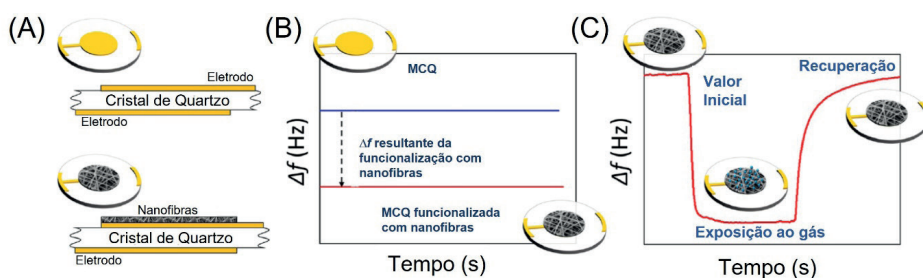 (A)
Eletrodo
Cristal de Quartzo
Eletrodo
Nanofibras
Cristal de Quartzo
Eletrodo
(B)
MCQ
Δf resultante da
funcionalização com
nanofibras
MCQ funcionalizada
com nanofibras
Δf (Hz)
Tempo (s)
(C)
Valor
Inicial
Recuperação
Exposição ao gás
Δf (Hz)
Tempo (s)